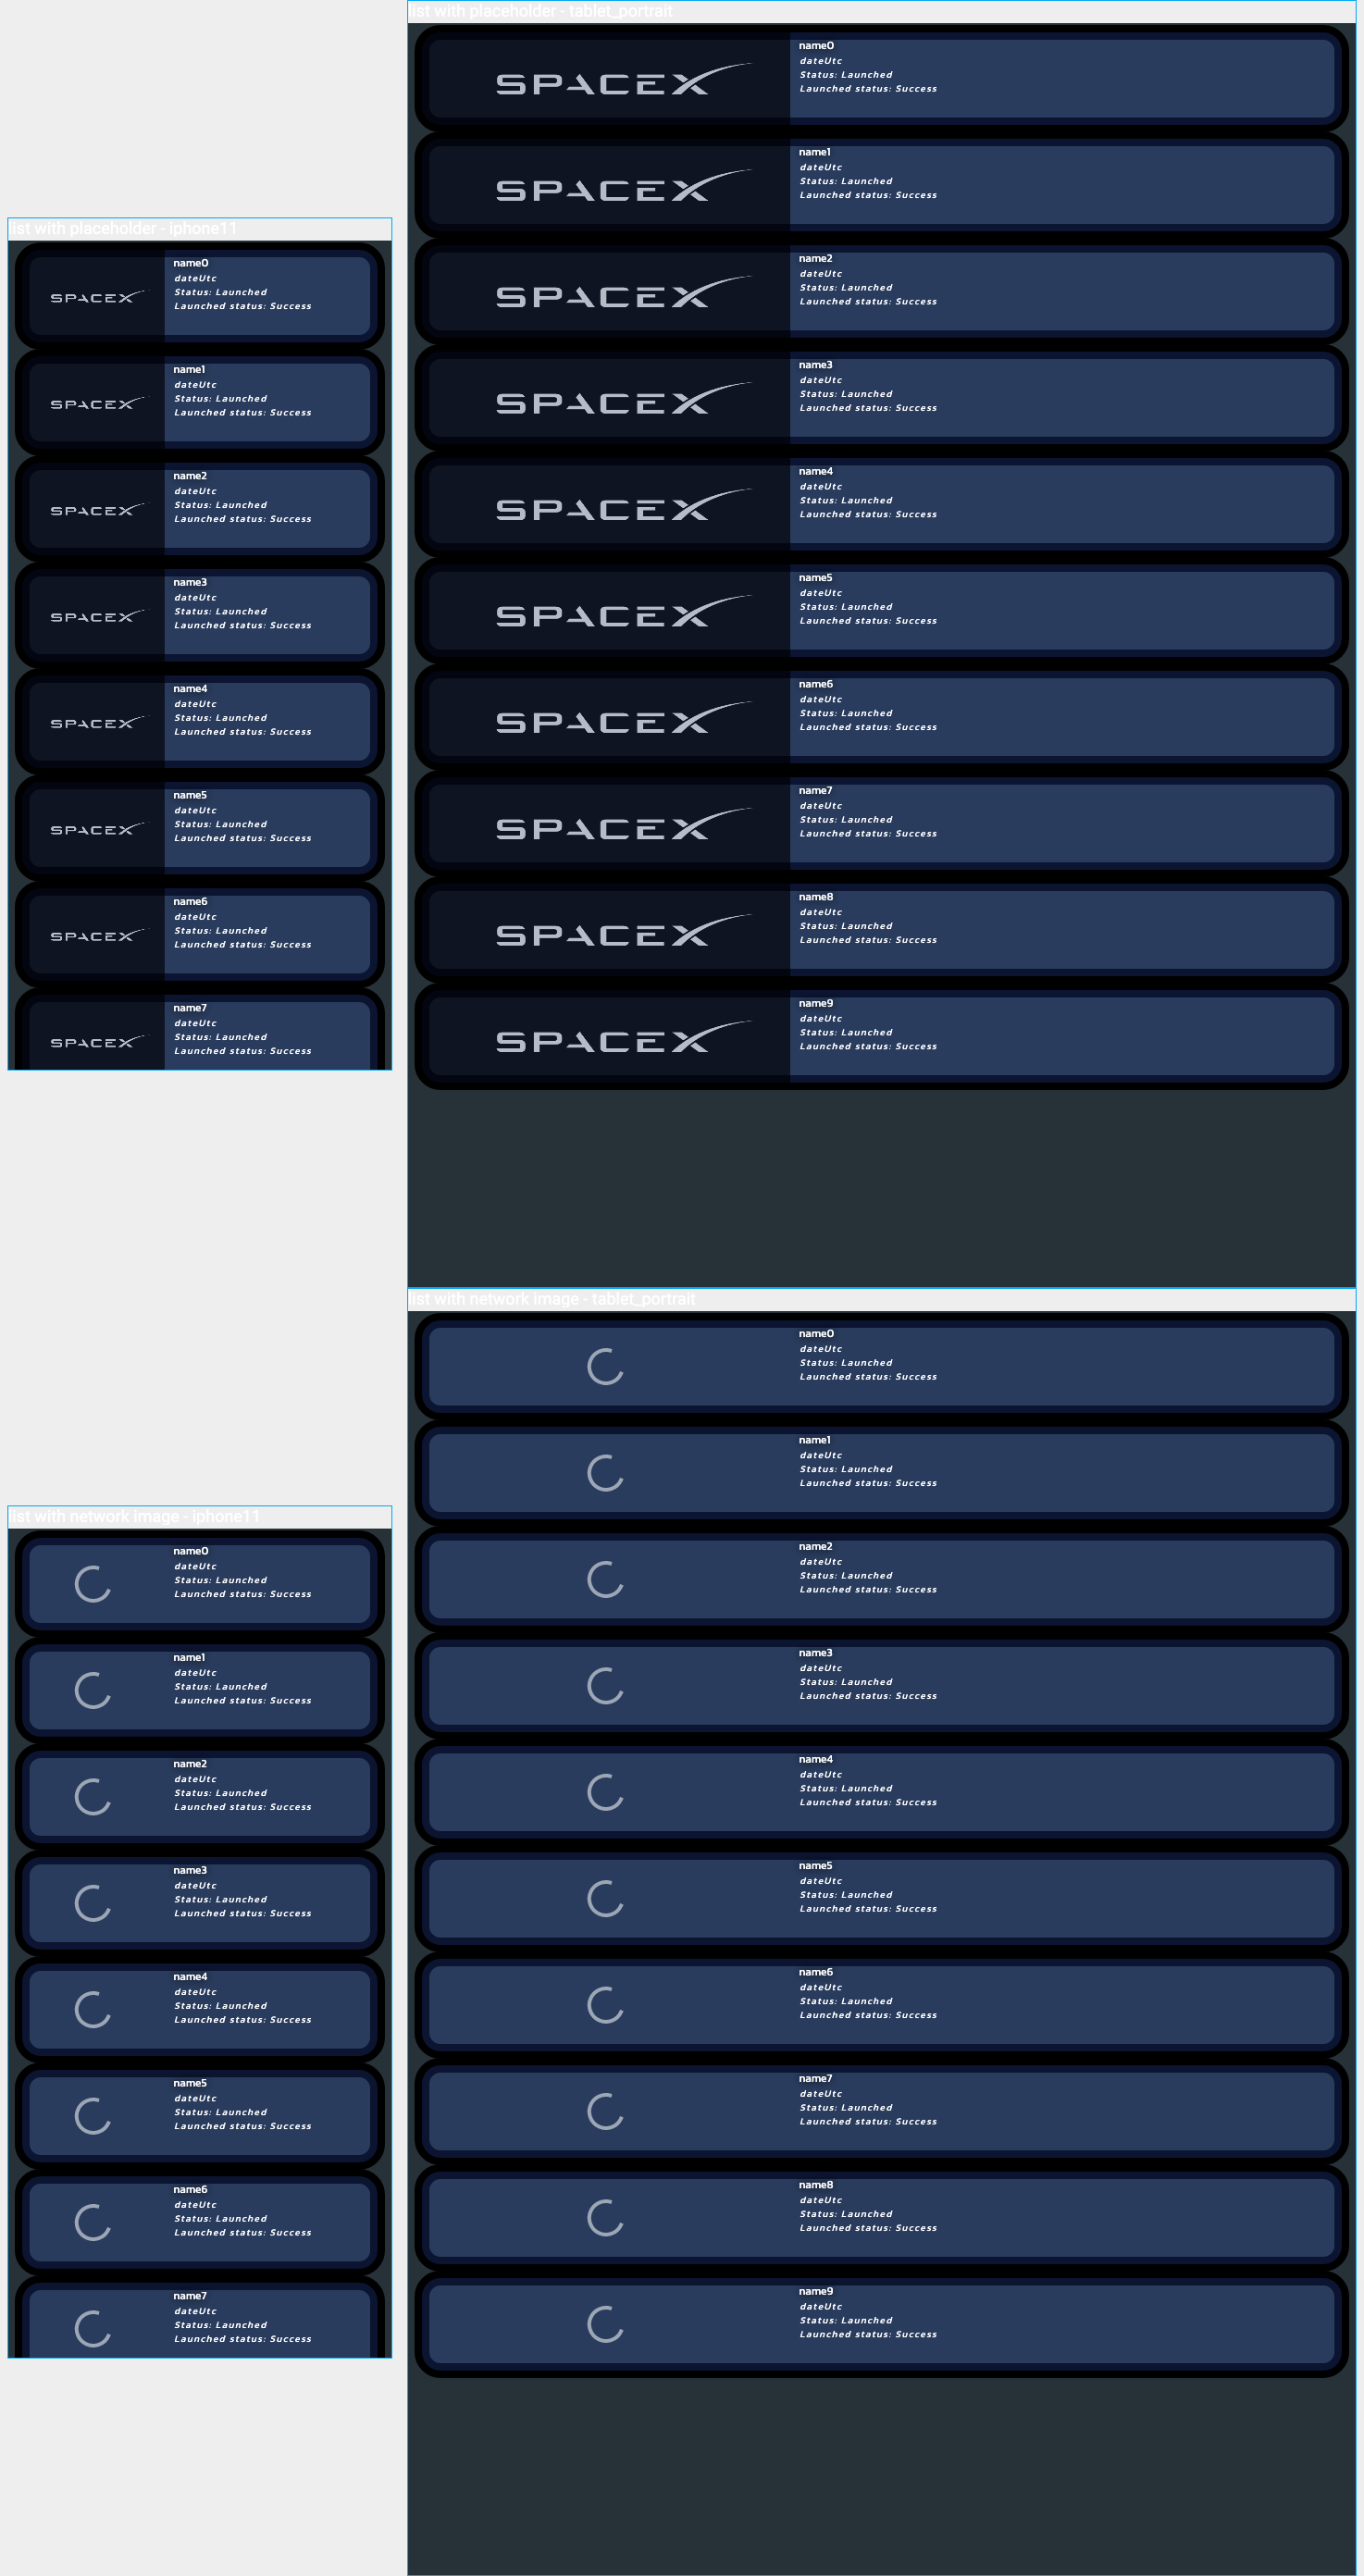 list with placeholder - tablet_portrait
SPACEX
name0
dateUtc
Status: Launched
Launched status: Success
SPACEX
name1
dateUtc
Status: Launched
Launched status: Success
SPACEX
name2
dateUtc
Status: Launched
Launched status: Success
SPACEX
name3
dateUtc
Status: Launched
Launched status: Success
SPACEX
name4
dateUtc
Status: Launched
Launched status: Success
SPACEX
name5
dateUtc
Status: Launched
Launched status: Success
SPACEX
name6
dateUtc
Status: Launched
Launched status: Success
SPACEX
name7
dateUtc
Status: Launched
Launched status: Success
SPACEX
name8
dateUtc
Status: Launched
Launched status: Success
SPACEX
name9
dateUtc
Status: Launched
Launched status: Success
list with placeholder - iphone11
SPACEX
name0
dateUtc
Status: Launched
Launched status: Success
SPACEX
name1
dateUtc
Status: Launched
Launched status: Success
SPACEX
name2
dateUtc
Status: Launched
Launched status: Success
SPACEX
name3
dateUtc
Status: Launched
Launched status: Success
SPACEX
name4
dateUtc
Status: Launched
Launched status: Success
SPACEX
name5
dateUtc
Status: Launched
Launched status: Success
SPACEX
name6
dateUtc
Status: Launched
Launched status: Success
SPACEX
name7
dateUtc
Status: Launched
Launched status: Success
list with network image - tablet_portrait
name0
dateUtc
Status: Launched
Launched status: Success
name1
dateUtc
Status: Launched
Launched status: Success
name2
dateUtc
Status: Launched
Launched status: Success
name3
dateUtc
Status: Launched
Launched status: Success
name4
dateUtc
Status: Launched
Launched status: Success
name5
dateUtc
Status: Launched
Launched status: Success
name6
dateUtc
Status: Launched
Launched status: Success
name7
dateUtc
Status: Launched
Launched status: Success
name8
dateUtc
Status: Launched
Launched status: Success
name9
dateUtc
Status: Launched
Launched status: Success
list with network image - iphone11
name0
dateUtc
Status: Launched
Launched status: Success
name1
dateUtc
Status: Launched
Launched status: Success
name2
dateUtc
Status: Launched
Launched status: Success
name3
dateUtc
Status: Launched
Launched status: Success
name4
dateUtc
Status: Launched
Launched status: Success
name5
dateUtc
Status: Launched
Launched status: Success
name6
dateUtc
Status: Launched
Launched status: Success
name7
dateUtc
Status: Launched
Launched status: Success